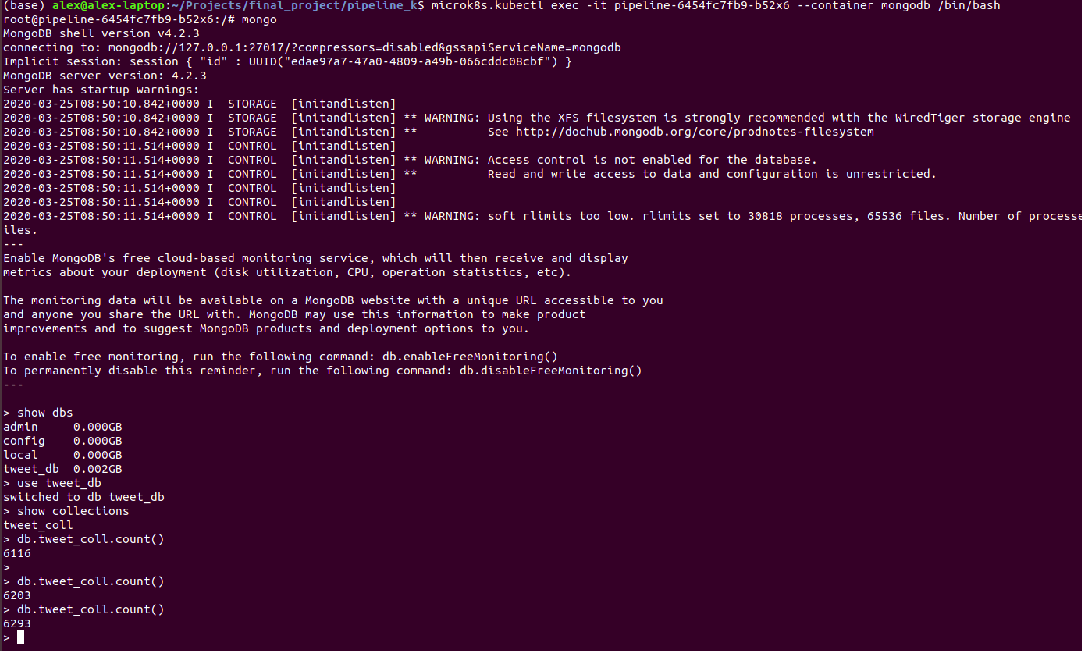 (base) alex@alex-laptop:~/Projects/final_project/pipeline_k$ microk8s.kubectl exec -it pipeline-6454fc7fb9-b52x6 --container mongodb /bin/bash
root@pipeline-6454fc7fb9-b52x6:/# mongo
MongoDB shell version v4.2.3
connecting to: mongodb://127.0.0.1:27017/?compressors=disabled&gssapiServiceName=mongodb
Implicit session: session { "id" : UUID("edae97a7-47a0-4809-a49b-066cddc08cbf") }
MongoDB server version: 4.2.3
Server has startup warnings:
2020-03-25T08:50:10.842+0000 I  STORAGE  [initandlisten]
2020-03-25T08:50:10.842+0000 I  STORAGE  [initandlisten] ** WARNING: Using the XFS filesystem is strongly recommended with the WiredTiger storage engine
2020-03-25T08:50:10.842+0000 I  STORAGE  [initandlisten] **          See http://dochub.mongodb.org/core/prodnotes-filesystem
2020-03-25T08:50:11.514+0000 I  CONTROL  [initandlisten]
2020-03-25T08:50:11.514+0000 I  CONTROL  [initandlisten] ** WARNING: Access control is not enabled for the database.
2020-03-25T08:50:11.514+0000 I  CONTROL  [initandlisten] **          Read and write access to data and configuration is unrestricted.
2020-03-25T08:50:11.514+0000 I  CONTROL  [initandlisten]
2020-03-25T08:50:11.514+0000 I  CONTROL  [initandlisten]
2020-03-25T08:50:11.514+0000 I  CONTROL  [initandlisten] ** WARNING: soft rlimits too low. rlimits set to 30818 processes, 65536 files. Number of processe
iles.
---
Enable MongoDB's free cloud-based monitoring service, which will then receive and display
metrics about your deployment (disk utilization, CPU, operation statistics, etc).

The monitoring data will be available on a MongoDB website with a unique URL accessible to you
and anyone you share the URL with. MongoDB may use this information to make product
improvements and to suggest MongoDB products and deployment options to you.

To enable free monitoring, run the following command: db.enableFreeMonitoring()
To permanently disable this reminder, run the following command: db.disableFreeMonitoring()
---

> show dbs
admin     0.000GB
config    0.000GB
local     0.000GB
tweet_db  0.002GB
> use tweet_db
switched to db tweet_db
> show collections
tweet_coll
> db.tweet_coll.count()
6116
>
> db.tweet_coll.count()
6203
> db.tweet_coll.count()
6293
>